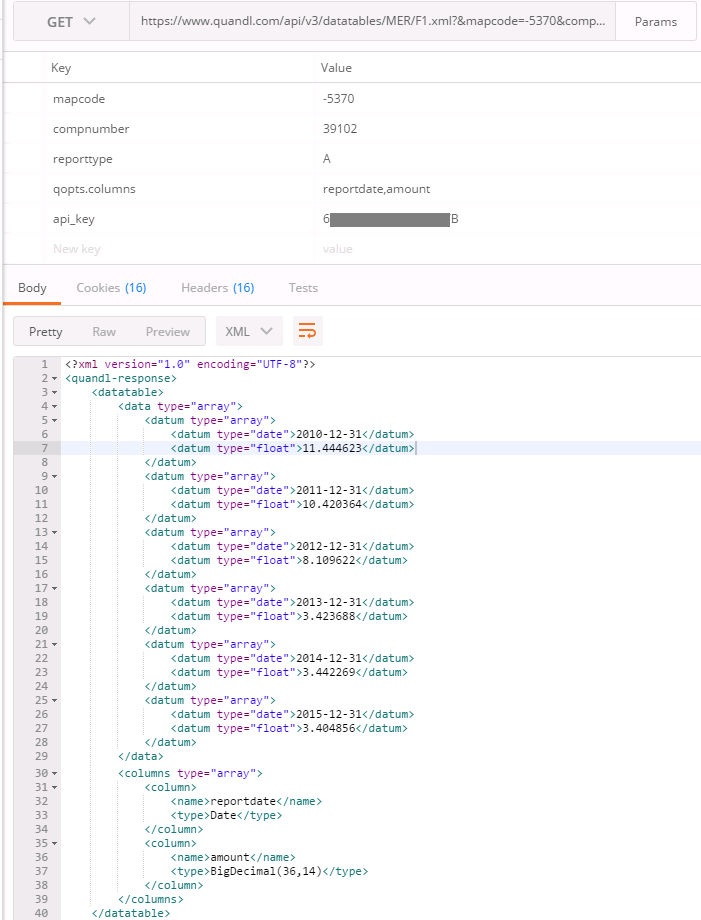 GET https://www.quandl.com/api/v3/datatables/MER/F1.xml?&mapcode=-5370&comp... Params
Key Value
mapcode -5370
compnumber 39102
reporttype A
qopts.columns reportdate,amount
api_key 6 B
New key value
Body Cookies (16) Headers (16) Tests
Pretty Raw Preview XML
1 <?xml version="1.0" encoding="UTF-8"?>
2 <quandl-response>
3 <datatable>
4 <data type="array">
5 <datum type="array">
6 <datum type="date">2010-12-31</datum>
7 <datum type="float">11.444623</datum>
8 </datum>
9 <datum type="array">
10 <datum type="date">2011-12-31</datum>
11 <datum type="float">10.420364</datum>
12 </datum>
13 <datum type="array">
14 <datum type="date">2012-12-31</datum>
15 <datum type="float">8.109622</datum>
16 </datum>
17 <datum type="array">
18 <datum type="date">2013-12-31</datum>
19 <datum type="float">3.423688</datum>
20 </datum>
21 <datum type="array">
22 <datum type="date">2014-12-31</datum>
23 <datum type="float">3.442269</datum>
24 </datum>
25 <datum type="array">
26 <datum type="date">2015-12-31</datum>
27 <datum type="float">3.404856</datum>
28 </datum>
29 </data>
30 <columns type="array">
31 <column>
32 <name>reportdate</name>
33 <type>Date</type>
34 </column>
35 <column>
36 <name>amount</name>
37 <type>BigDecimal(36,14)</type>
38 </column>
39 </columns>
40 </datatable>